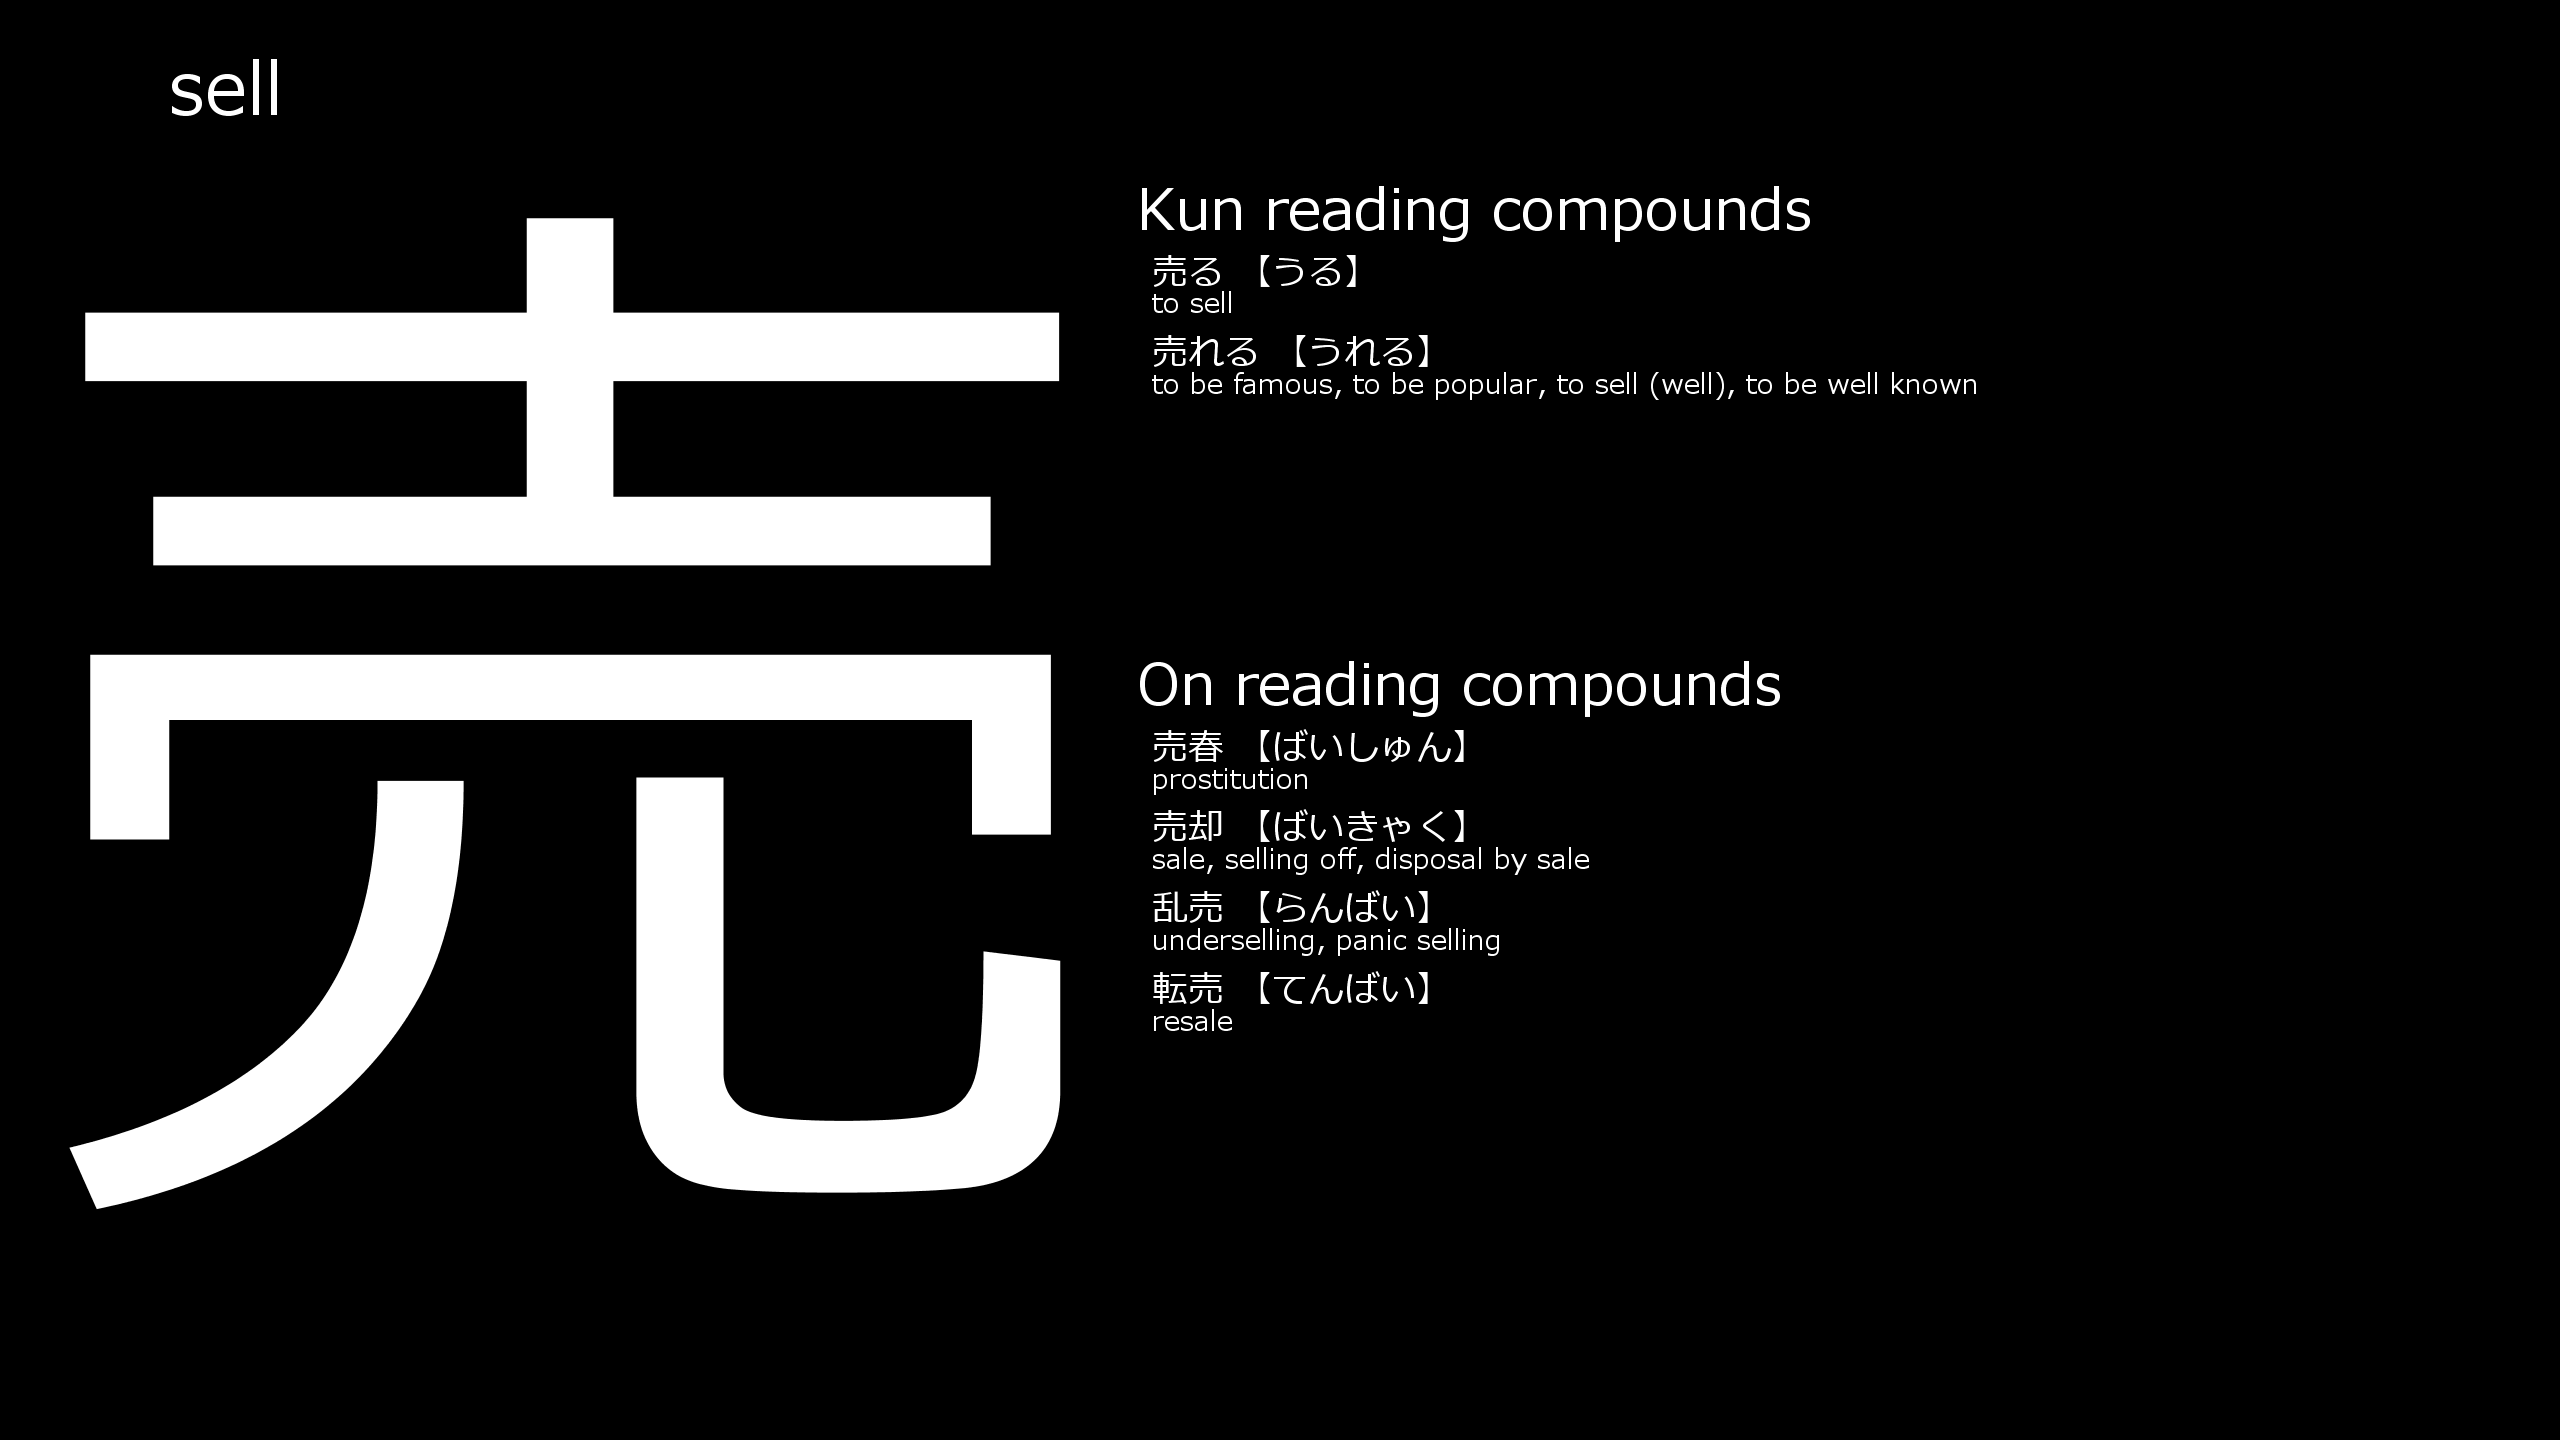 sell
売
Kun reading compounds
売る 【うる】
to sell
売れる 【うれる】
to be famous, to be popular, to sell (well), to be well known
On reading compounds
売春 【ばいしゅん】
prostitution
売却 【ばいきゃく】
sale, selling off, disposal by sale
乱売 【らんばい】
underselling, panic selling
転売 【てんばい】
resale